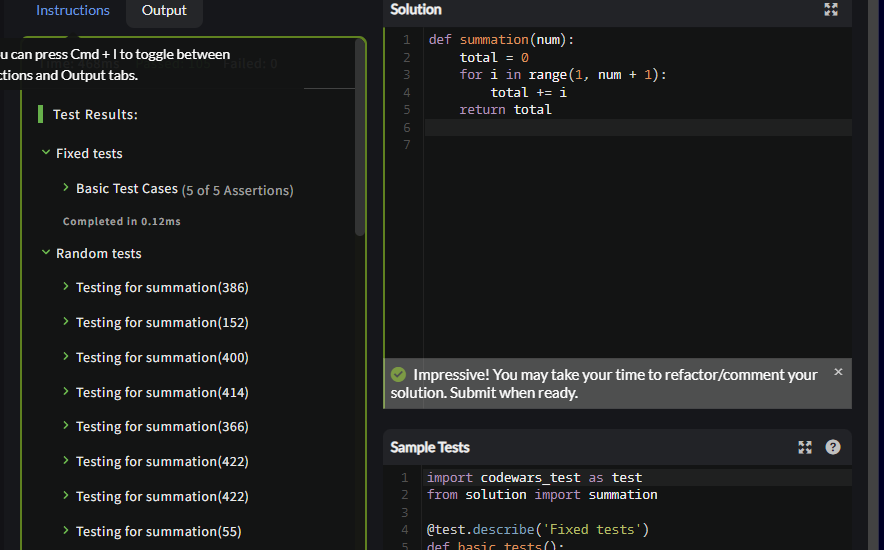 Instructions
Output
u can press Cmd + I to toggle between
ctions and Output tabs.
Failed: 0
Test Results:
Fixed tests
Basic Test Cases (5 of 5 Assertions)
Completed in 0.12ms
Random tests
Testing for summation(386)
Testing for summation(152)
Testing for summation(400)
Testing for summation(414)
Testing for summation(366)
Testing for summation(422)
Testing for summation(422)
Testing for summation(55)
Solution
1 def summation(num):
2     total = 0
3     for i in range(1, num + 1):
4         total += i
5     return total
6
7
Impressive! You may take your time to refactor/comment your
solution. Submit when ready.
Sample Tests
1 import codewars_test as test
2 from solution import summation
3
4 @test.describe('Fixed tests')
5 def basic_tests():